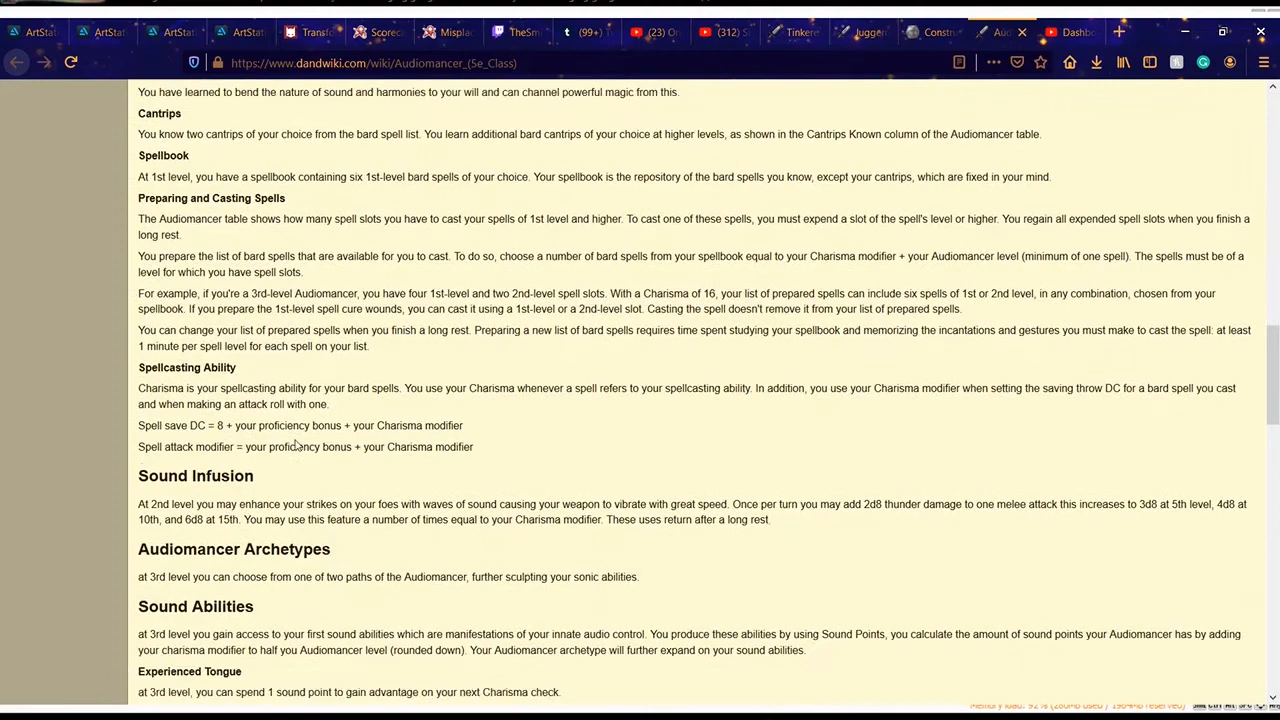 ArtStat
ArtStat
ArtStat
ArtStat
Transfo
Scoreca
Misplac
TheSm
(99+) T
(23) O
(312) S
Tinkere
Jugger
Constru
Auc
Dashbo
https://www.dandwiki.com/wiki/Audiomancer_(5e_Class)
You have learned to bend the nature of sound and harmonies to your will and can channel powerful magic from this.
Cantrips
You know two cantrips of your choice from the bard spell list. You learn additional bard cantrips of your choice at higher levels, as shown in the Cantrips Known column of the Audiomancer table.
Spellbook
At 1st level, you have a spellbook containing six 1st-level bard spells of your choice. Your spellbook is the repository of the bard spells you know, except your cantrips, which are fixed in your mind.
Preparing and Casting Spells
The Audiomancer table shows how many spell slots you have to cast your spells of 1st level and higher. To cast one of these spells, you must expend a slot of the spell's level or higher. You regain all expended spell slots when you finish a
long rest.
You prepare the list of bard spells that are available for you to cast. To do so, choose a number of bard spells from your spellbook equal to your Charisma modifier + your Audiomancer level (minimum of one spell). The spells must be of a
level for which you have spell slots.
For example, if you're a 3rd-level Audiomancer, you have four 1st-level and two 2nd-level spell slots. With a Charisma of 16, your list of prepared spells can include six spells of 1st or 2nd level, in any combination, chosen from your
spellbook. If you prepare the 1st-level spell cure wounds, you can cast it using a 1st-level or a 2nd-level slot. Casting the spell doesn't remove it from your list of prepared spells.
You can change your list of prepared spells when you finish a long rest. Preparing a new list of bard spells requires time spent studying your spellbook and memorizing the incantations and gestures you must make to cast the spell: at least
1 minute per spell level for each spell on your list.
Spellcasting Ability
Charisma is your spellcasting ability for your bard spells. You use your Charisma whenever a spell refers to your spellcasting ability. In addition, you use your Charisma modifier when setting the saving throw DC for a bard spell you cast
and when making an attack roll with one.
Spell save DC = 8 + your proficiency bonus + your Charisma modifier
Spell attack modifier = your proficiency bonus + your Charisma modifier
Sound Infusion
At 2nd level you may enhance your strikes on your foes with waves of sound causing your weapon to vibrate with great speed. Once per turn you may add 2d8 thunder damage to one melee attack this increases to 3d8 at 5th level, 4d8 at
10th, and 6d8 at 15th. You may use this feature a number of times equal to your Charisma modifier. These uses return after a long rest.
Audiomancer Archetypes
at 3rd level you can choose from one of two paths of the Audiomancer, further sculpting your sonic abilities.
Sound Abilities
at 3rd level you gain access to your first sound abilities which are manifestations of your innate audio control. You produce these abilities by using Sound Points, you calculate the amount of sound points your Audiomancer has by adding
your charisma modifier to half you Audiomancer level (rounded down). Your Audiomancer archetype will further expand on your sound abilities.
Experienced Tongue
at 3rd level, you can spend 1 sound point to gain advantage on your next Charisma check.